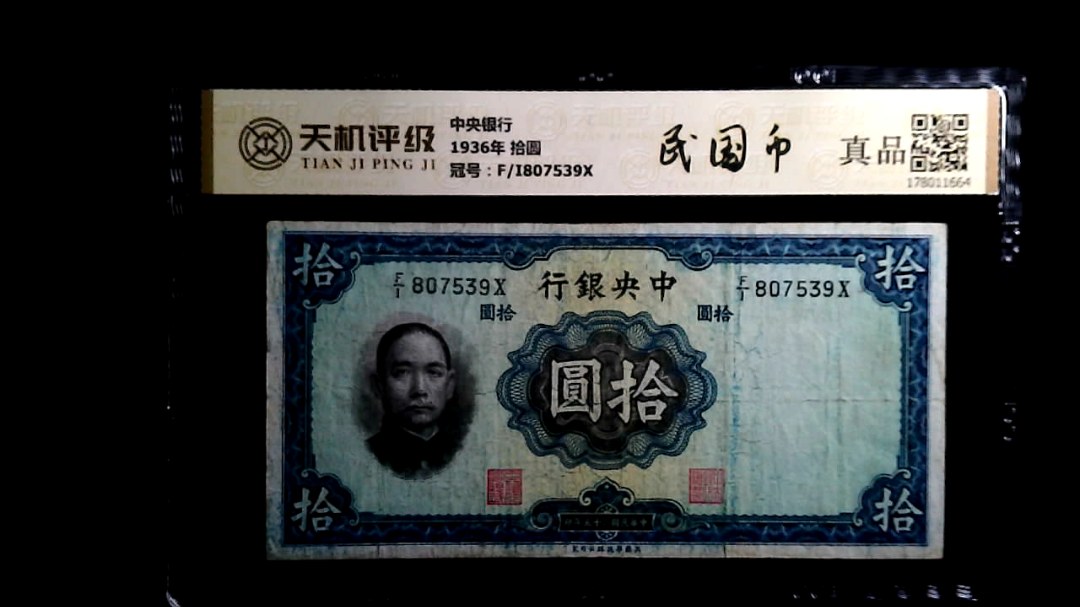 天机评级
TIAN JI PING JI
中央银行
1936年 拾圆
冠号：F/I807539X
民国币
真品
178011664
拾
拾
F/1 807539X
行銀央中
F/1 807539X
圓拾
圓拾
圓拾
拾
拾